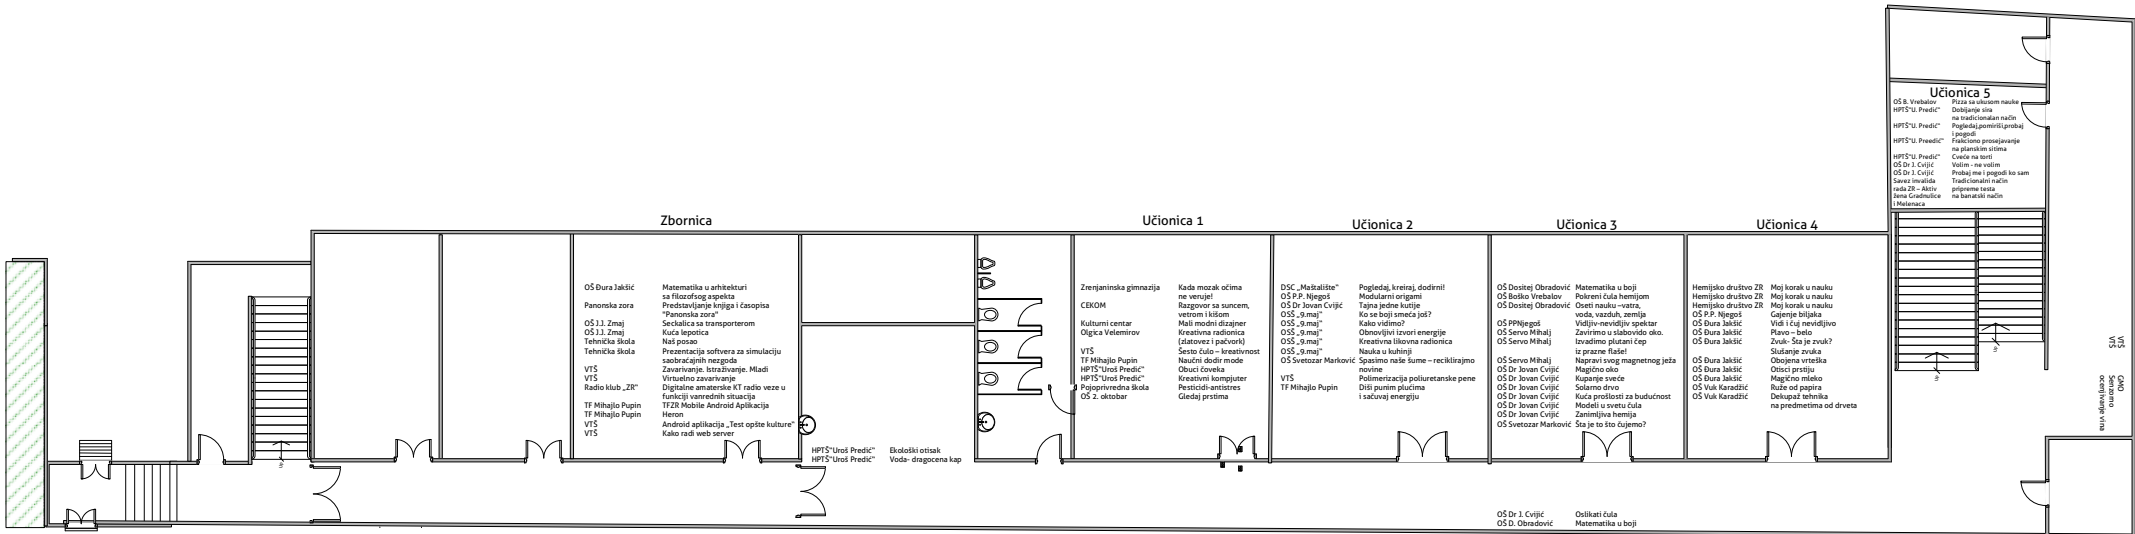 Zbornica
OŠ Đura Jakšić Matematika u arhitekturi
sa filozofsog aspekta
Panonska zora Predstavljanje knjiga i časopisa
"Panonska zora"
OŠ J.J. Zmaj Seckalica sa transporterom
OŠ J.J. Zmaj Kuća lepotica
Tehnička škola Naš posao
Tehnička škola Prezentacija softvera za simulaciju
saobraćajnih nezgoda
VTŠ Zavarivanje. Istraživanje. Mladi
VTŠ Virtuelno zavarivanje
Radio klub „ZR" Digitalne amaterske KT radio veze u
funkciji vanrednih situacija
TF Mihajlo Pupin TFZR Mobile Android Aplikacija
TF Mihajlo Pupin Heron
VTŠ Android aplikacija „Test opšte kulture"
VTŠ Kako radi web server
HPTŠ"Uroš Predić" Ekološki otisak
HPTŠ"Uroš Predić" Voda- dragocena kap
Učionica 1
Zrenjaninska gimnazija Kada mozak očima
ne veruje!
CEKOM Razgovor sa suncem,
vetrom i kišom
Kulturni centar Mali modni dizajner
Olgica Velemirov Kreativna radionica
(zlatovez i pačvork)
VTŠ Šesto čulo – kreativnost
TF Mihajlo Pupin Naučni dodir mode
HPTŠ"Uroš Predić" Obuci čoveka
HPTŠ"Uroš Predić" Kreativni kompjuter
Pojoprivredna škola Pesticidi-antistres
OŠ 2. oktobar Gledaj prstima
Učionica 2
DSC „Maštalište" Pogledaj, kreiraj, dodirni!
OŠ P.P. Njegoš Modularni origami
OŠ Dr Jovan Cvijić Tajna jedne kutije
OSŠ „9.maj" Ko se boji smeća još?
OSŠ „9.maj" Kako vidimo?
OSŠ „9.maj" Obnovljivi izvori energije
OSŠ „9.maj" Kreativna likovna radionica
OSŠ „9.maj" Nauka u kuhinji
OŠ Svetozar Marković Spasimo naše šume – reciklirajmo
novine
VTŠ Polimerizacija poliuretanske pene
TF Mihajlo Pupin Diši punim plućima
i sačuvaj energiju
Učionica 3
OŠ Dositej Obradović Matematika u boji
OŠ Boško Vrebalov Pokreni čula hemijom
OŠ Dositej Obradović Oseti nauku –vatra,
voda, vazduh, zemlja
OŠ PPNjegoš Vidljiv-nevidljiv spektar
OŠ Servo Mihalj Zavirimo u slabovido oko.
OŠ Servo Mihalj Izvadimo plutani čep
iz prazne flaše!
OŠ Servo Mihalj Napravi svog magnetnog ježa
OŠ Dr Jovan Cvijić Magično oko
OŠ Dr Jovan Cvijić Kupanje sveće
OŠ Dr Jovan Cvijić Solarno drvo
OŠ Dr Jovan Cvijić Kuća prošlosti za budućnost
OŠ Dr Jovan Cvijić Modeli u svetu čula
OŠ Dr Jovan Cvijić Zanimljiva hemija
OŠ Svetozar Marković Šta je to što čujemo?
OŠ Dr J. Cvijić Oslikati čula
OŠ D. Obradović Matematika u boji
Učionica 4
Hemijsko društvo ZR Moj korak u nauku
Hemijsko društvo ZR Moj korak u nauku
Hemijsko društvo ZR Moj korak u nauku
OŠ P.P. Njegoš Gajenje biljaka
OŠ Đura Jakšić Vidi i čuj nevidljivo
OŠ Đura Jakšić Plavo – belo
OŠ Đura Jakšić Zvuk- Šta je zvuk?
Slušanje zvuka
OŠ Đura Jakšić Obojena vrteška
OŠ Đura Jakšić Otisci prstiju
OŠ Đura Jakšić Magično mleko
OŠ Vuk Karadžić Ruže od papira
OŠ Vuk Karadžić Dekupaž tehnika
na predmetima od drveta
Učionica 5
OŠ B. Vrebalov Pizza sa ukusom nauke
HPTŠ"U. Predić" Dobijanje sira
na tradicionalan način
HPTŠ"U. Predić" Pogledaj,pomiriši,probaj
i pogodi
HPTŠ"U. Preedić" Frakciono prosejavanje
na planskim sitima
HPTŠ"U. Predić" Cveće na torti
OŠ Dr J. Cvijić Volim - ne volim
OŠ Dr J. Cvijić Probaj me i pogodi ko sam
Savez invalida Tradicionalni način
rada ZR – Aktiv pripreme testa
žena Gradnulice na banatski način
i Melenaca
VTŠ GMO
VTŠ Senzorno
ocenjivanje vina